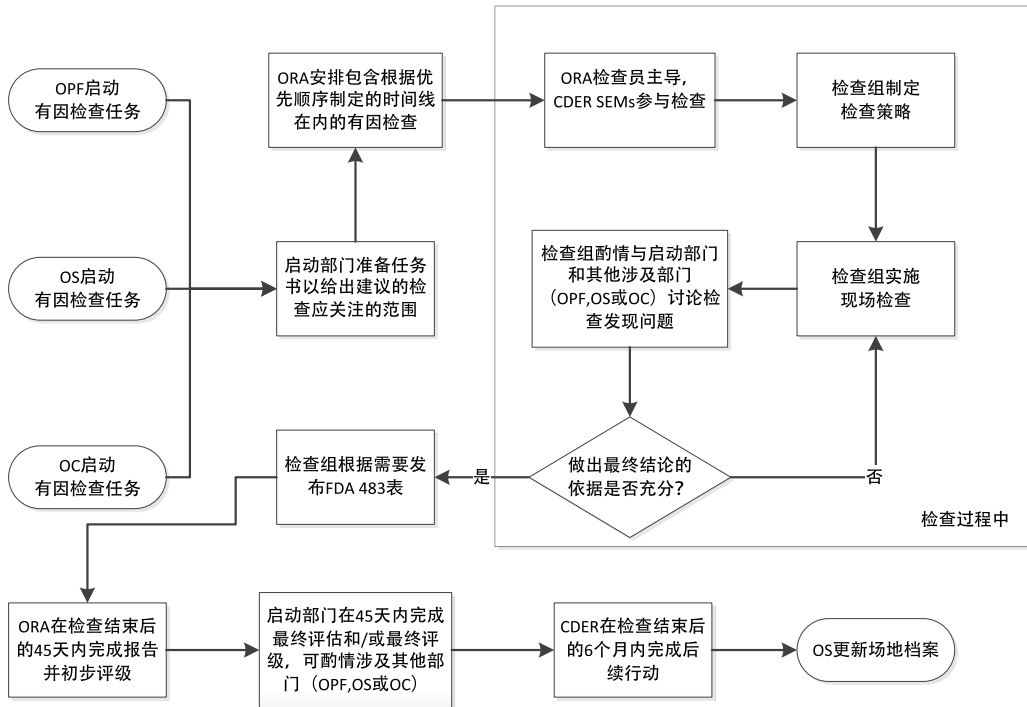 OPF启动
有因检查任务
ORA安排包含根据优
先顺序制定的时间线
在内的有因检查
ORA检查员主导，
CDER SEMs参与检查
检查组制定
检查策略
OS启动
有因检查任务
启动部门准备任务
书以给出建议的检
查应关注的范围
检查组酌情与启动部门
和其他涉及部门
（OPF,OS或OC）讨论检
查发现问题
检查组实施
现场检查
OC启动
有因检查任务
检查组根据需要发
布FDA 483表
是
做出最终结论的
依据是否充分？
否
检查过程中
ORA在检查结束后
的45天内完成报告
并初步评级
启动部门在45天内完成
最终评估和/或最终评
级，可酌情涉及其他部
门（OPF,OS或OC）
CDER在检查结束后
的6个月内完成后
续行动
OS更新场地档案